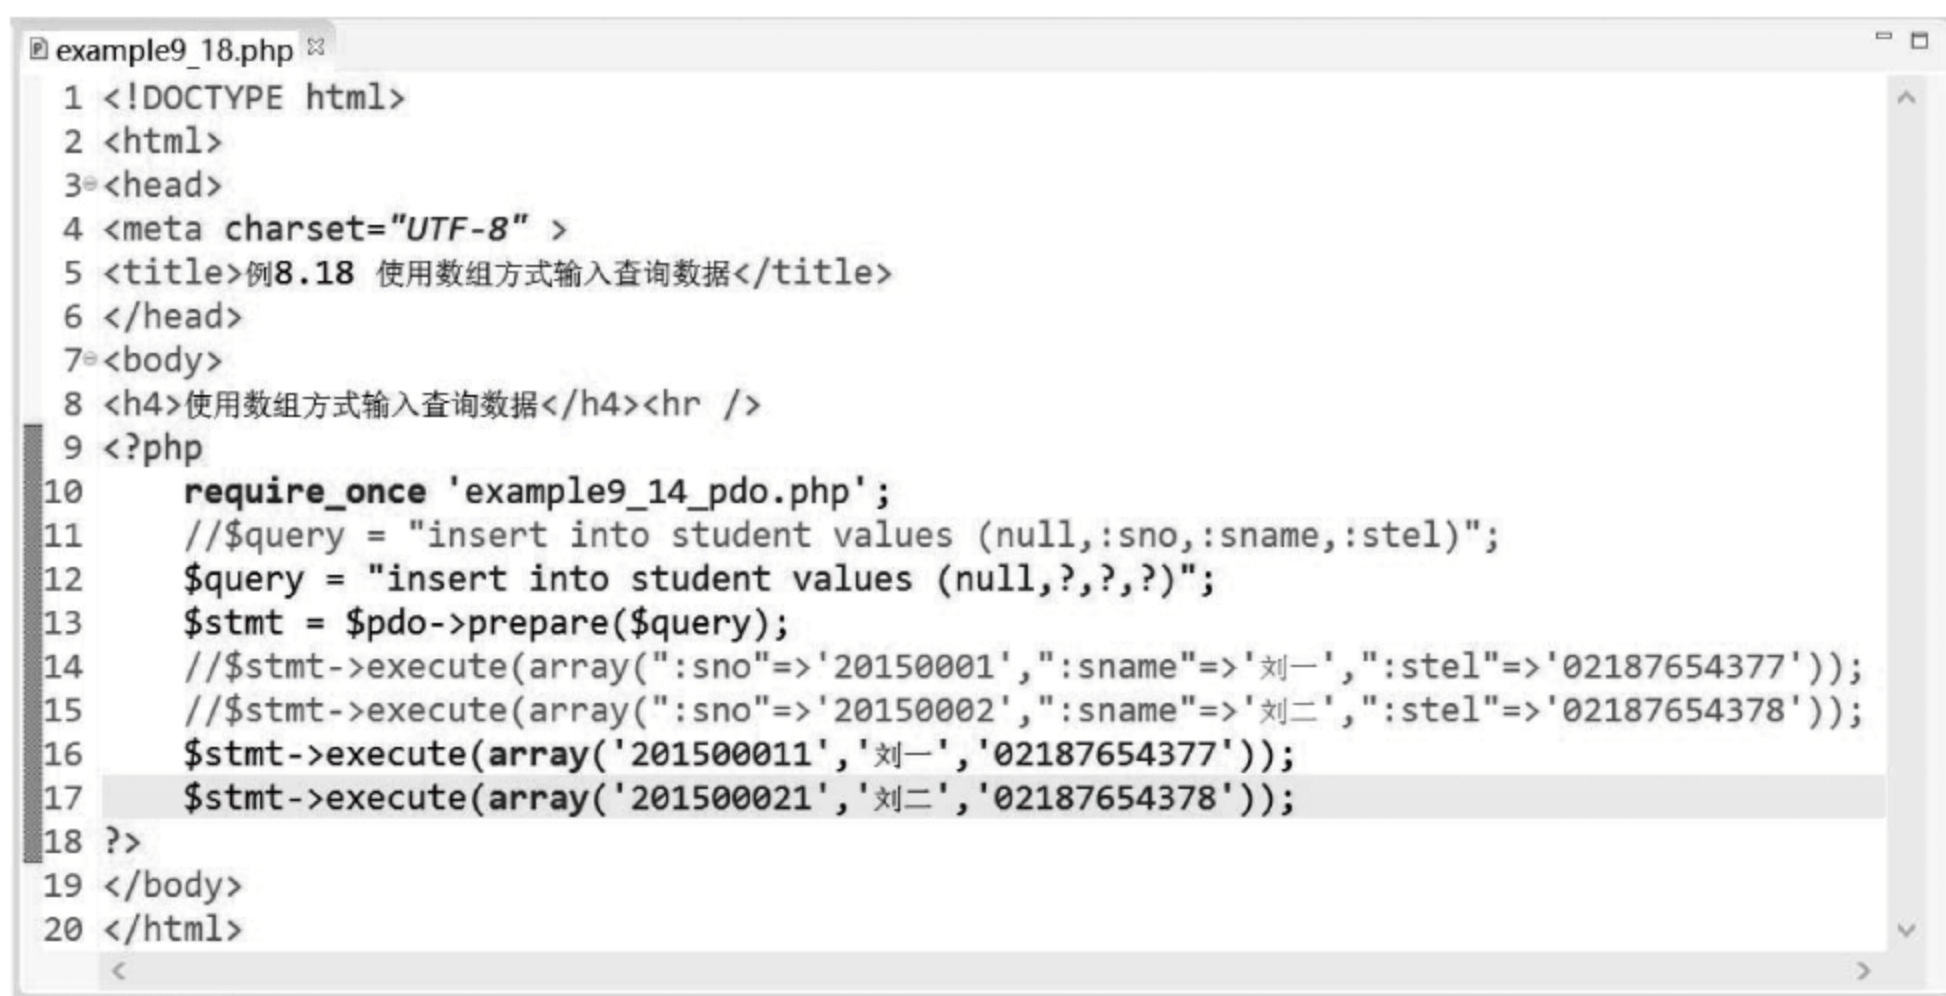 example9_18.php
1 <!DOCTYPE html>
2 <html>
3 <head>
4 <meta charset="UTF-8" >
5 <title>例8.18 使用数组方式输入查询数据</title>
6 </head>
7 <body>
8 <h4>使用数组方式输入查询数据</h4><hr />
9 <?php
10 require_once 'example9_14_pdo.php';
11 //$query = "insert into student values (null,:sno,:sname,:stel)";
12 $query = "insert into student values (null,?,?,?)";
13 $stmt = $pdo->prepare($query);
14 //$stmt->execute(array(":sno"=>'20150001',":sname"=>'刘一',":stel"=>'02187654377'));
15 //$stmt->execute(array(":sno"=>'20150002',":sname"=>'刘二',":stel"=>'02187654378'));
16 $stmt->execute(array('201500011','刘一','02187654377'));
17 $stmt->execute(array('201500021','刘二','02187654378'));
18 ?>
19 </body>
20 </html>